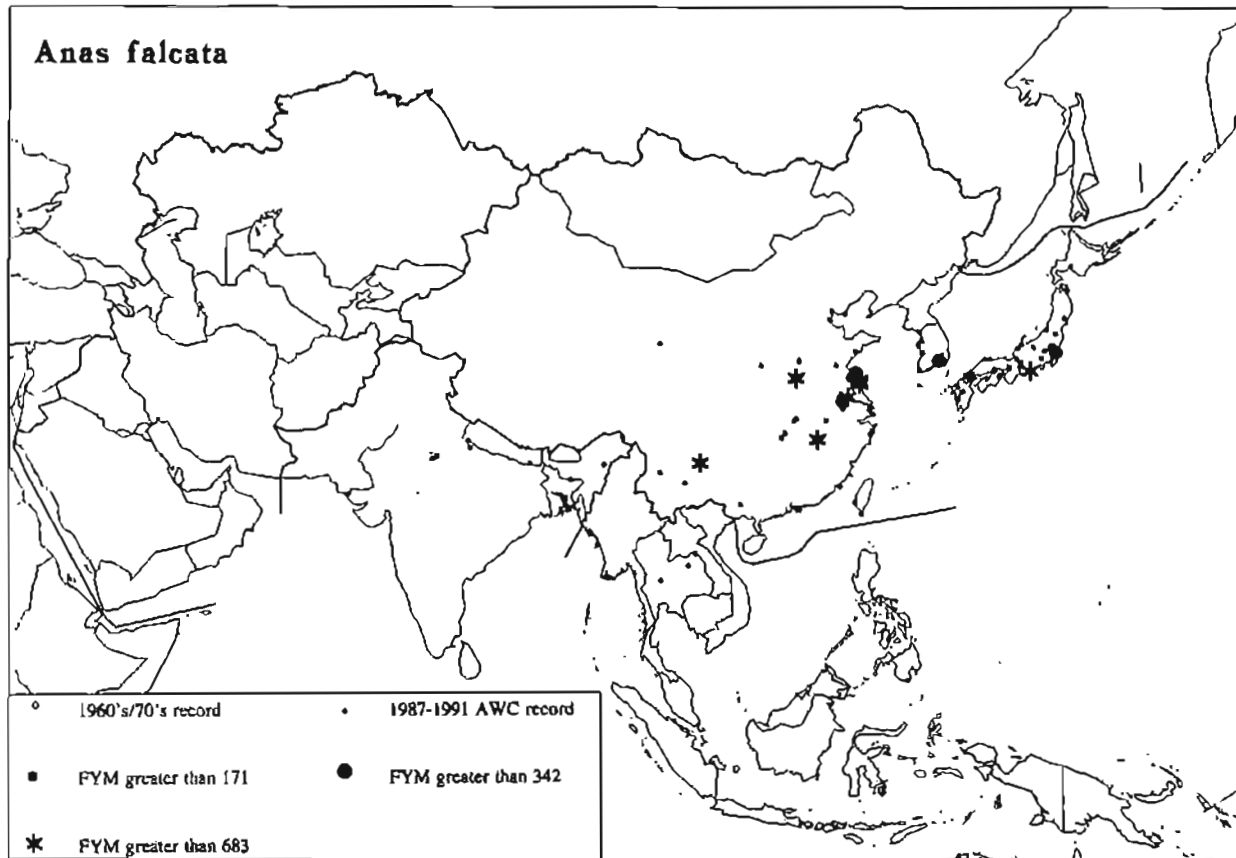 Anas falcata
1960's/70's record
1987-1991 AWC record
FYM greater than 171
FYM greater than 342
FYM greater than 683